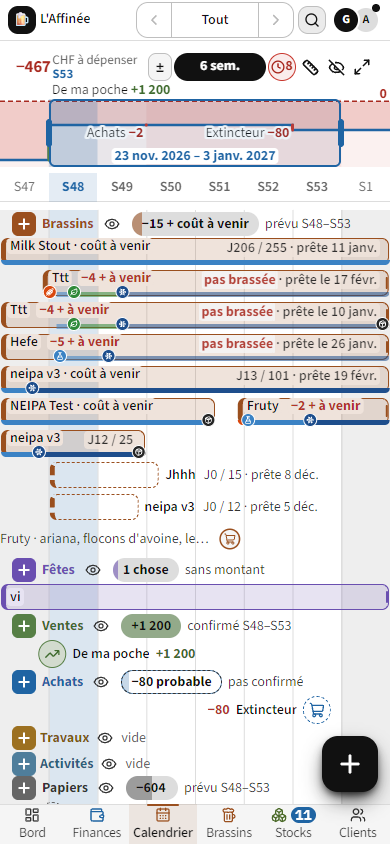 L'Affinée
Tout
G
A
−467 CHF à dépenser
S53
±
6 sem.
8
De ma poche +1 200
0
Achats −2
Extincteur −80
23 nov. 2026 – 3 janv. 2027
S47 S48 S49 S50 S51 S52 S53 S1
Brassins
−15 + coût à venir
prévu S48–S53
Milk Stout · coût à venir
J206 / 255 · prête 11 janv.
Ttt −4 + à venir
pas brassée · prête le 17 févr.
Ttt −4 + à venir
pas brassée · prête le 10 janv.
Hefe −5 + à venir
pas brassée · prête le 26 janv.
neipa v3 · coût à venir
J13 / 101 · prête 19 févr.
NEIPA Test · coût à venir
Fruty −2 + à venir
neipa v3 J12 / 25
Jhhh J0 / 15 · prête 8 déc.
neipa v3 J0 / 12 · prête 5 déc.
Fruty · ariana, flocons d'avoine, le…
Fêtes
1 chose
sans montant
vi
Ventes
+1 200
confirmé S48–S53
De ma poche +1 200
Achats
−80 probable
pas confirmé
−80 Extincteur
Travaux
vide
Activités
vide
Papiers
−604
prévu S48–S53
Bord
Finances
Calendrier
Brassins
Stocks
11
Clients